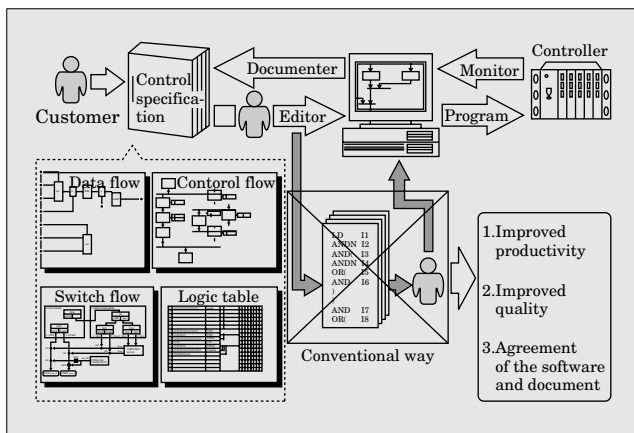 Customer
Control
specifica-
tion
Documenter
Editor
Monitor
Program
Controller
Data flow
Contorol flow
Switch flow
Logic table
LD I1
ANDN I2
AND( I3
ANDN I4
OR( I5
AND I6
)
)
AND I7
OR( I8
Conventional way
1.Improved
productivity
2.Improved
quality
3.Agreement
of the software
and document